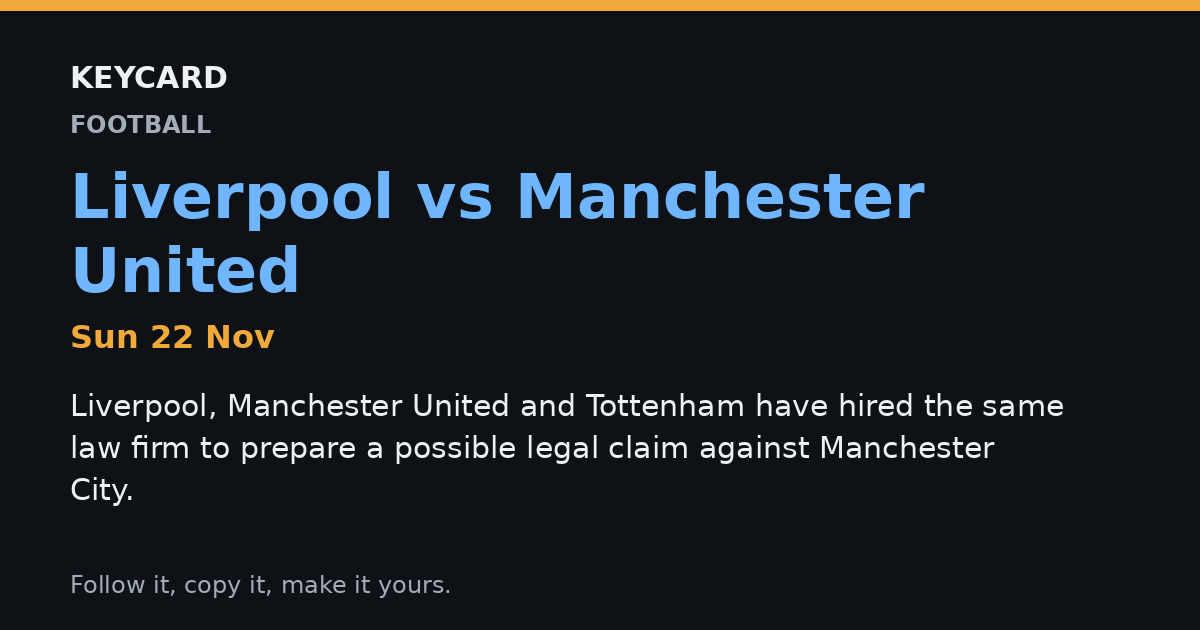 KEYCARD
FOOTBALL
Liverpool vs Manchester
United
Sun 22 Nov
Liverpool, Manchester United and Tottenham have hired the same
law firm to prepare a possible legal claim against Manchester
City.
Follow it, copy it, make it yours.